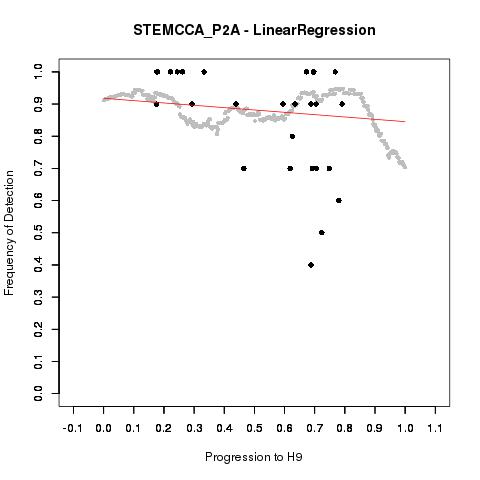 STEMCCA_P2A - LinearRegression
Frequency of Detection
1.0
0.9
0.8
0.7
0.6
0.5
0.4
0.3
0.2
0.1
0.0
-0.1 0.0 0.1 0.2 0.3 0.4 0.5 0.6 0.7 0.8 0.9 1.0 1.1
Progression to H9